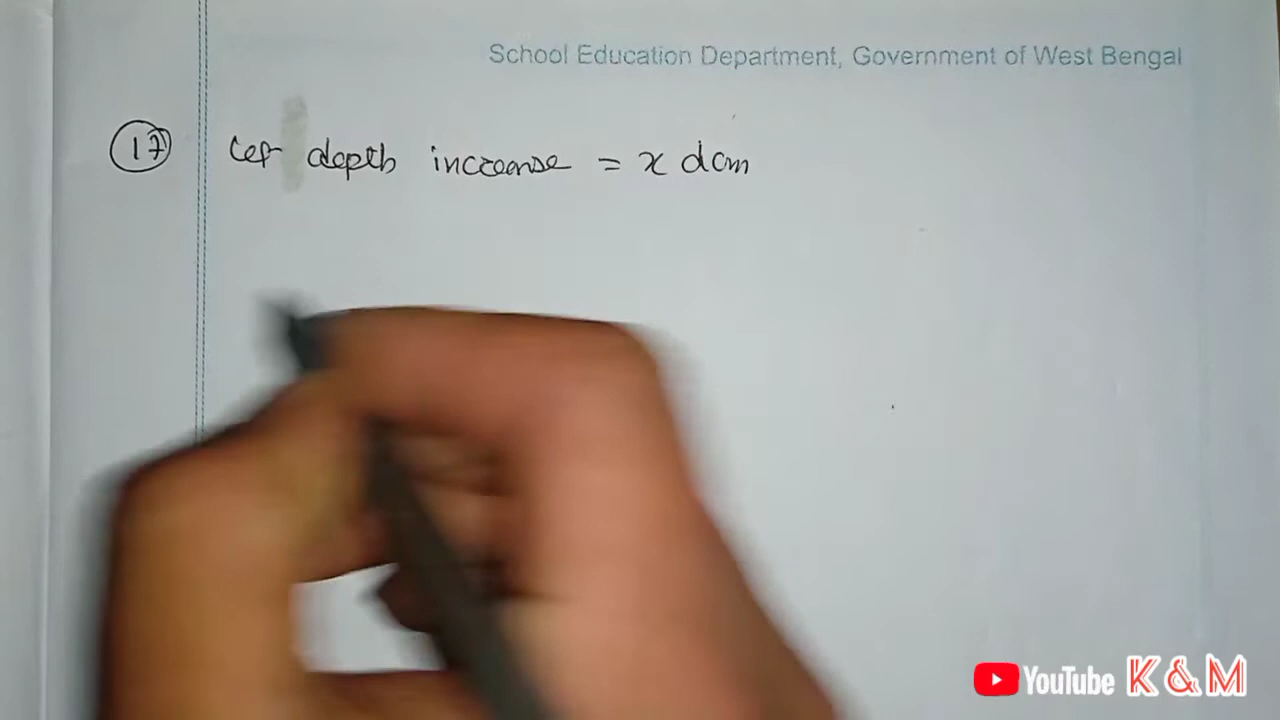 School Education Department, Government of West Bengal
17 Let depth increase = x dcm
YouTube K & M